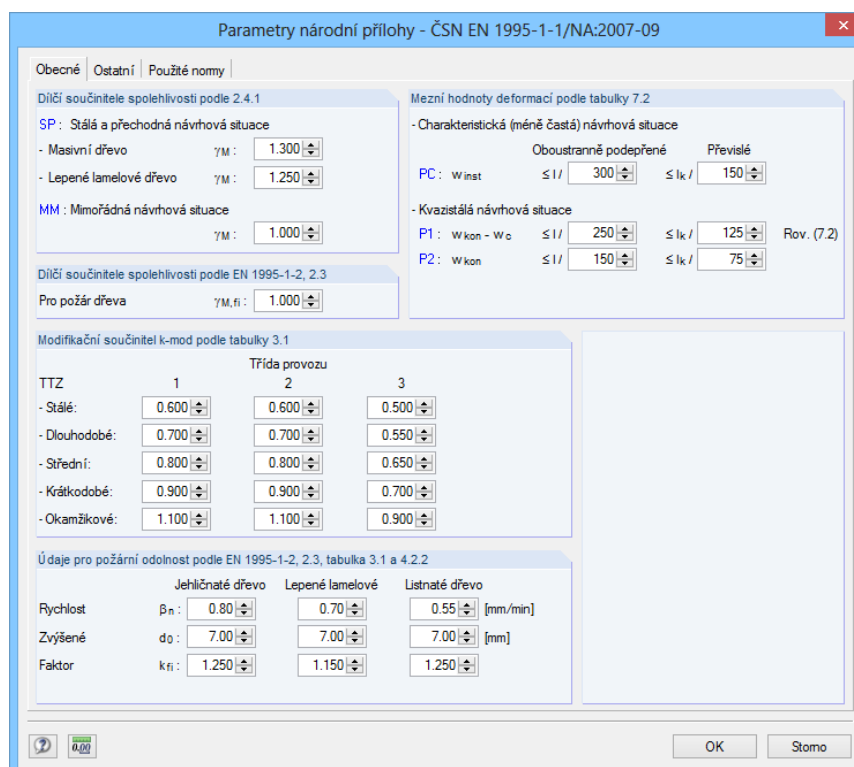 Parametry národní přílohy - ČSN EN 1995-1-1/NA:2007-09
Obecné Ostatní Použité normy
Dílčí součinitele spolehlivosti podle 2.4.1
SP : Stálá a přechodná návrhová situace
- Masivní dřevo γM : 1.300
- Lepené lamelové dřevo γM : 1.250
MM : Mimořádná návrhová situace
γM : 1.000
Dílčí součinitele spolehlivosti podle EN 1995-1-2, 2.3
Pro požár dřeva γM,fi : 1.000
Mezní hodnoty deformací podle tabulky 7.2
- Charakteristická (méně častá) návrhová situace
Oboustranně podepřené Převislé
PC : winst ≤ l / 300 ≤ lk / 150
- Kvazistálá návrhová situace
P1 : wkon - wc ≤ l / 250 ≤ lk / 125 Rov. (7.2)
P2 : wkon ≤ l / 150 ≤ lk / 75
Modifikační součinitel k-mod podle tabulky 3.1
Třída provozu
TTZ 1 2 3
- Stálé: 0.600 0.600 0.500
- Dlouhodobé: 0.700 0.700 0.550
- Střední: 0.800 0.800 0.650
- Krátkodobé: 0.900 0.900 0.700
- Okamžikové: 1.100 1.100 0.900
Údaje pro požární odolnost podle EN 1995-1-2, 2.3, tabulka 3.1 a 4.2.2
Jehličnaté dřevo Lepené lamelové Listnaté dřevo
Rychlost βn : 0.80 0.70 0.55 [mm/min]
Zvýšené d0 : 7.00 7.00 7.00 [mm]
Faktor kfi : 1.250 1.150 1.250
0.00 OK Storno